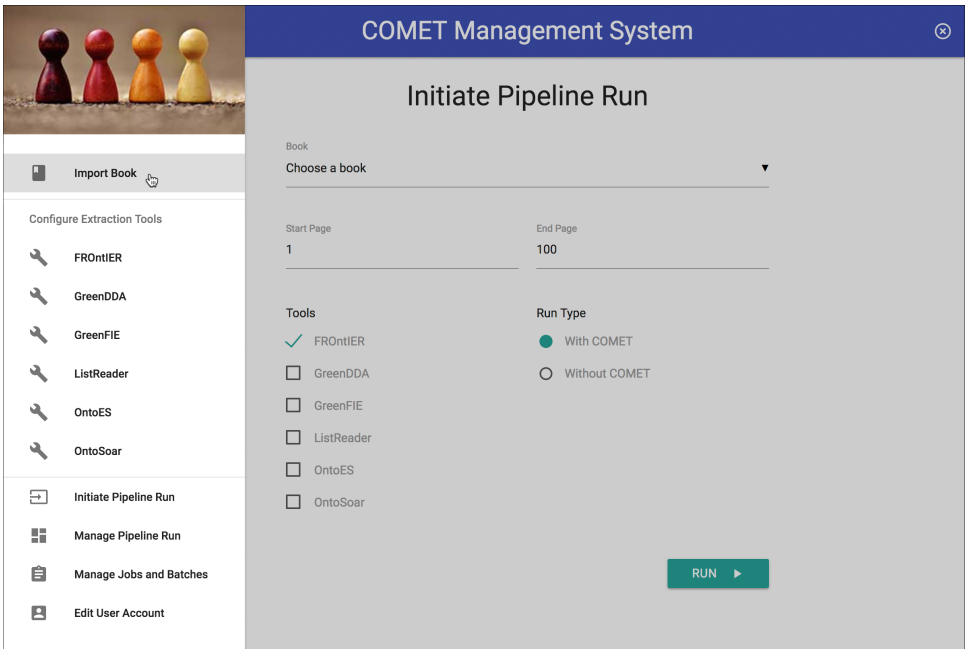 COMET Management System
Import Book
Configure Extraction Tools
FROntIER
GreenDDA
GreenFIE
ListReader
OntoES
OntoSoar
Initiate Pipeline Run
Manage Pipeline Run
Manage Jobs and Batches
Edit User Account
Initiate Pipeline Run
Book
Choose a book
Start Page
1
End Page
100
Tools
FROntIER
GreenDDA
GreenFIE
ListReader
OntoES
OntoSoar
Run Type
With COMET
Without COMET
RUN